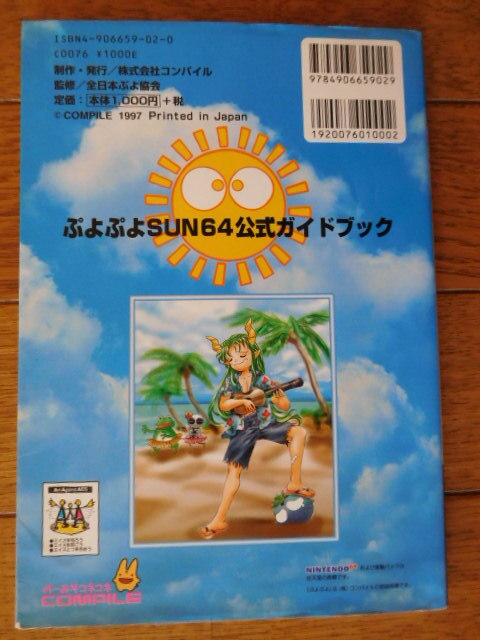 ISBN4-906659-02-0
C0076 ¥1000E
制作・発行／株式会社コンパイル
監修／全日本ぷよ協会
定価：本体1,000円＋税
©COMPILE 1997 Printed in Japan
9784906659029
1920076010002
ぷよぷよSUN64公式ガイドブック
COMPILE
NINTENDO